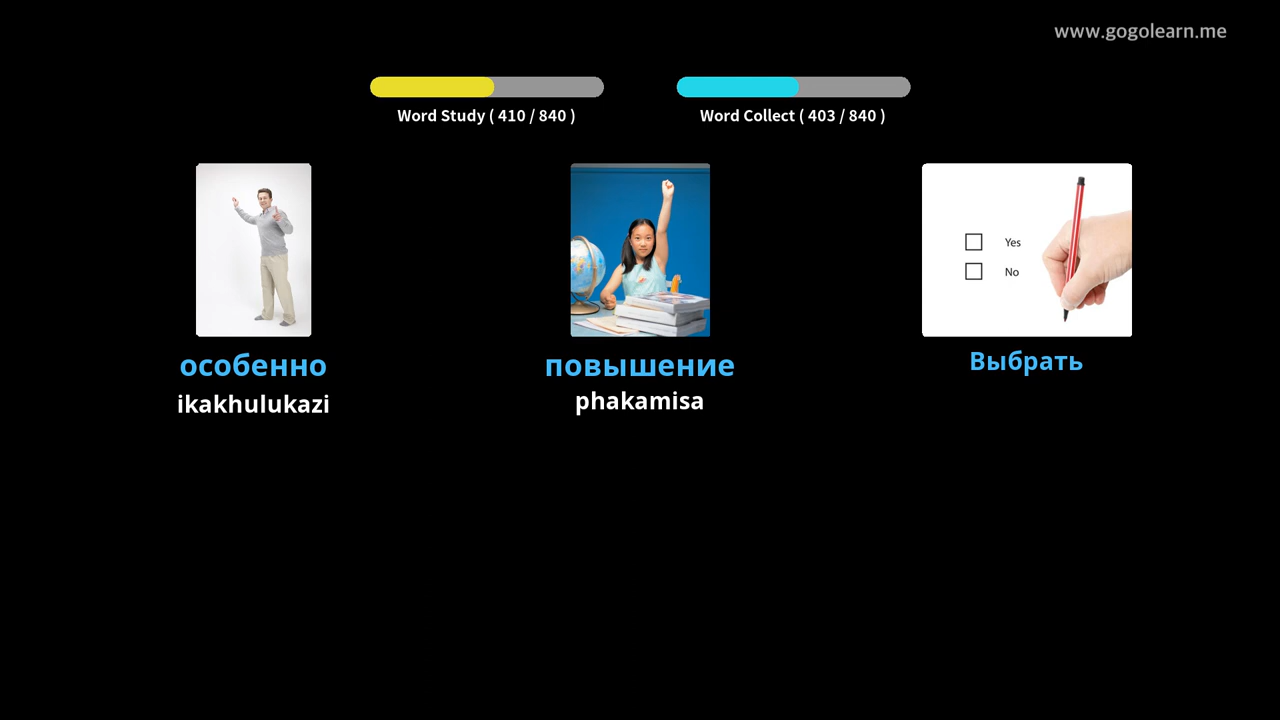 www.gogolearn.me
Word Study ( 410 / 840 )
Word Collect ( 403 / 840 )
Yes
No
особенно
повышение
Выбрать
ikakhulukazi
phakamisa